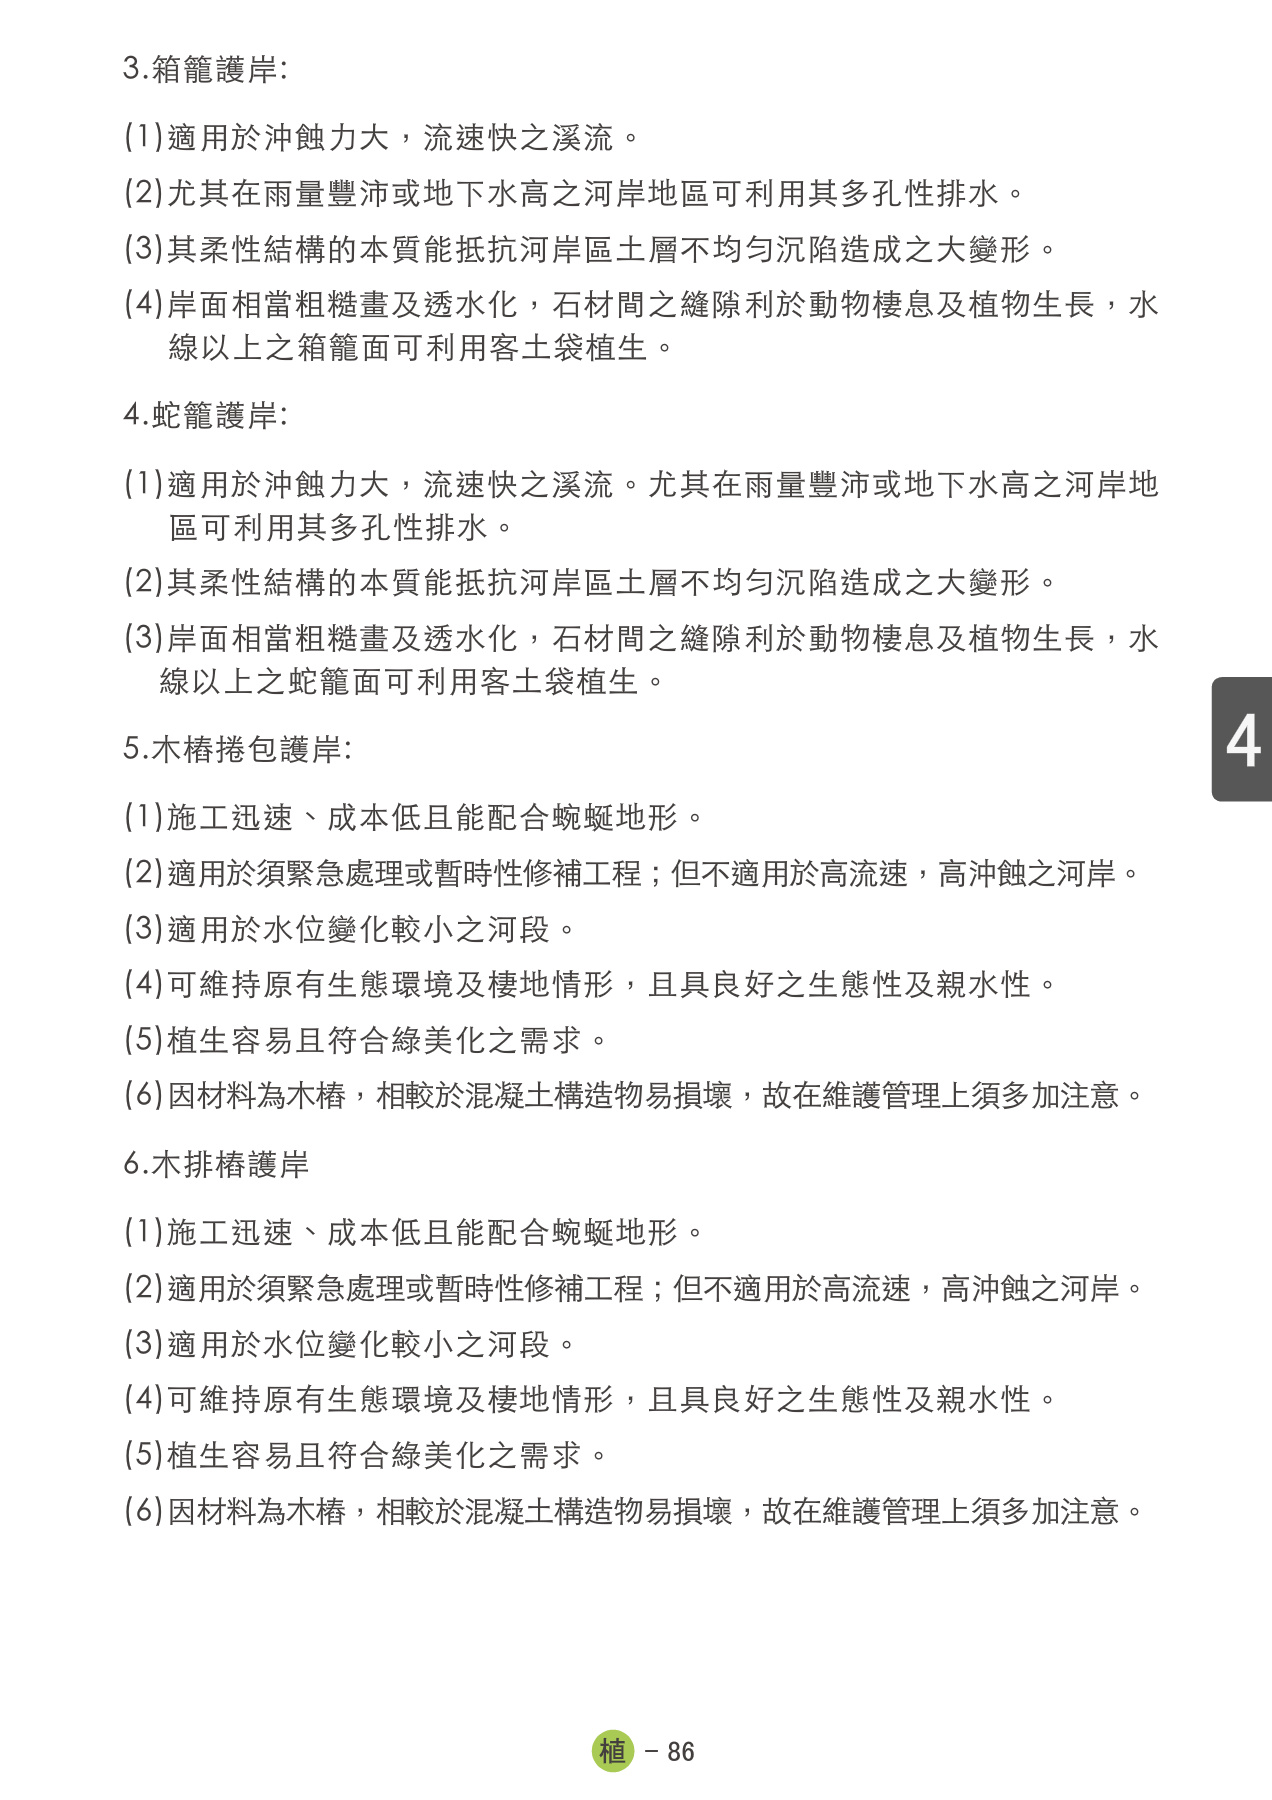 3.箱籠護岸:
(1)適用於沖蝕力大，流速快之溪流。
(2)尤其在雨量豐沛或地下水高之河岸地區可利用其多孔性排水。
(3)其柔性結構的本質能抵抗河岸區土層不均勻沉陷造成之大變形。
(4)岸面相當粗糙畫及透水化，石材間之縫隙利於動物棲息及植物生長，水
線以上之箱籠面可利用客土袋植生。
4.蛇籠護岸:
(1)適用於沖蝕力大，流速快之溪流。尤其在雨量豐沛或地下水高之河岸地
區可利用其多孔性排水。
(2)其柔性結構的本質能抵抗河岸區土層不均勻沉陷造成之大變形。
(3)岸面相當粗糙畫及透水化，石材間之縫隙利於動物棲息及植物生長，水
線以上之蛇籠面可利用客土袋植生。
5.木樁捲包護岸:
(1)施工迅速、成本低且能配合蜿蜒地形。
(2)適用於須緊急處理或暫時性修補工程；但不適用於高流速，高沖蝕之河岸。
(3)適用於水位變化較小之河段。
(4)可維持原有生態環境及棲地情形，且具良好之生態性及親水性。
(5)植生容易且符合綠美化之需求。
(6)因材料為木樁，相較於混凝土構造物易損壞，故在維護管理上須多加注意。
6.木排樁護岸
(1)施工迅速、成本低且能配合蜿蜒地形。
(2)適用於須緊急處理或暫時性修補工程；但不適用於高流速，高沖蝕之河岸。
(3)適用於水位變化較小之河段。
(4)可維持原有生態環境及棲地情形，且具良好之生態性及親水性。
(5)植生容易且符合綠美化之需求。
(6)因材料為木樁，相較於混凝土構造物易損壞，故在維護管理上須多加注意。
4
植 – 86